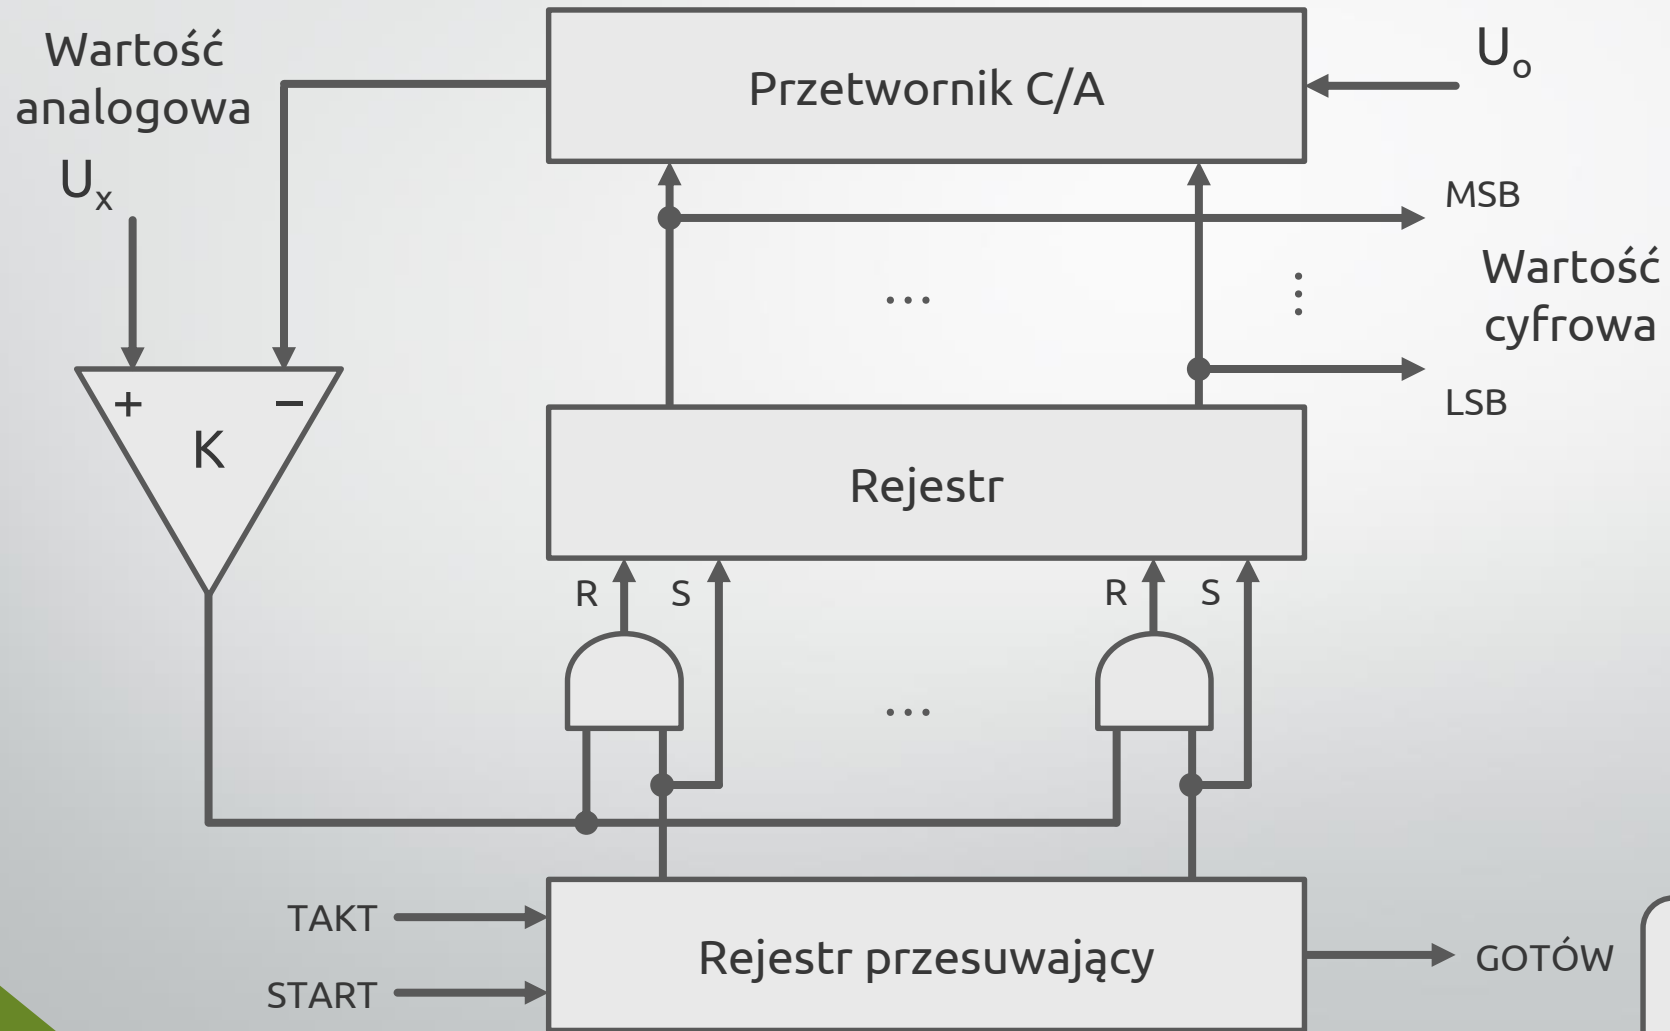 Wartość
analogowa
Uₓ
Przetwornik C/A
Uₒ
MSB
...
⋮
Wartość
cyfrowa
LSB
+
−
K
Rejestr
R
S
R
S
...
TAKT
START
Rejestr przesuwający
GOTÓW